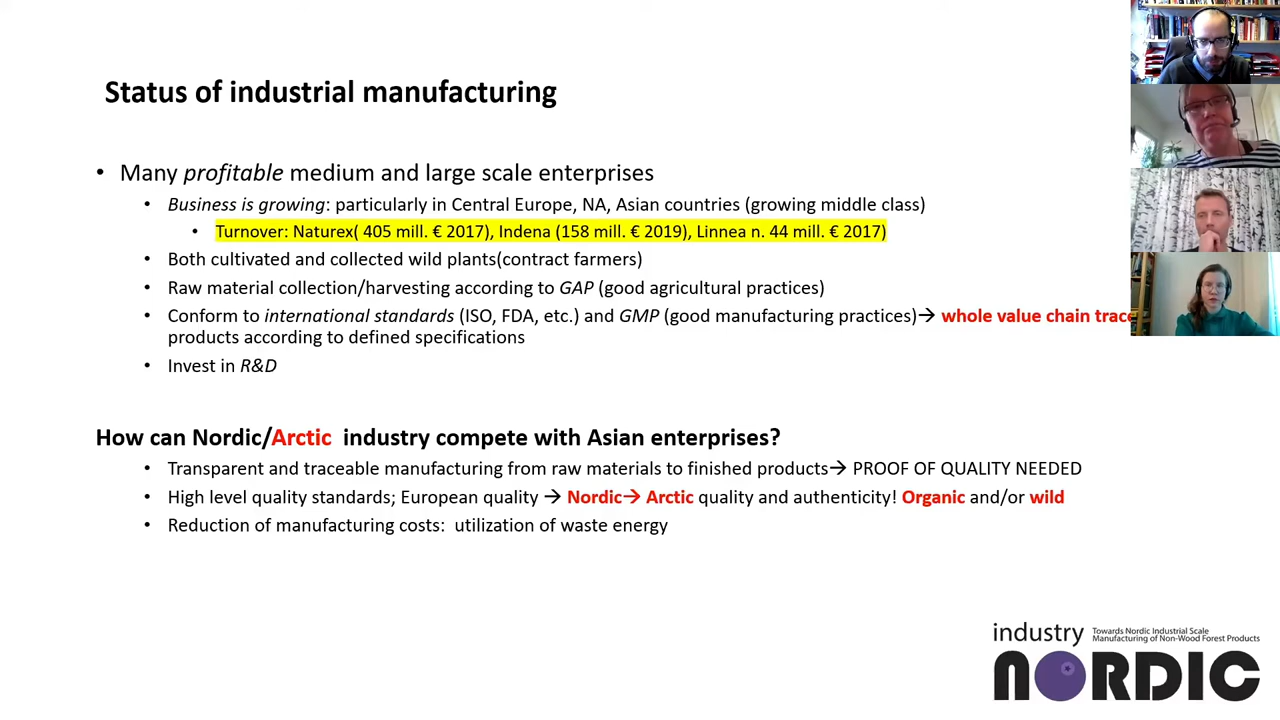 Status of industrial manufacturing
• Many profitable medium and large scale enterprises
• Business is growing: particularly in Central Europe, NA, Asian countries (growing middle class)
• Turnover: Naturex( 405 mill. € 2017), Indena (158 mill. € 2019), Linnea n. 44 mill. € 2017)
• Both cultivated and collected wild plants(contract farmers)
• Raw material collection/harvesting according to GAP (good agricultural practices)
• Conform to international standards (ISO, FDA, etc.) and GMP (good manufacturing practices)→ whole value chain
products according to defined specifications
• Invest in R&D
How can Nordic/Arctic industry compete with Asian enterprises?
• Transparent and traceable manufacturing from raw materials to finished products→ PROOF OF QUALITY NEEDED
• High level quality standards; European quality → Nordic→ Arctic quality and authenticity! Organic and/or wild
• Reduction of manufacturing costs: utilization of waste energy
industry Towards Nordic Industrial Scale
Manufacturing of Non-Wood Forest Products
NORDIC